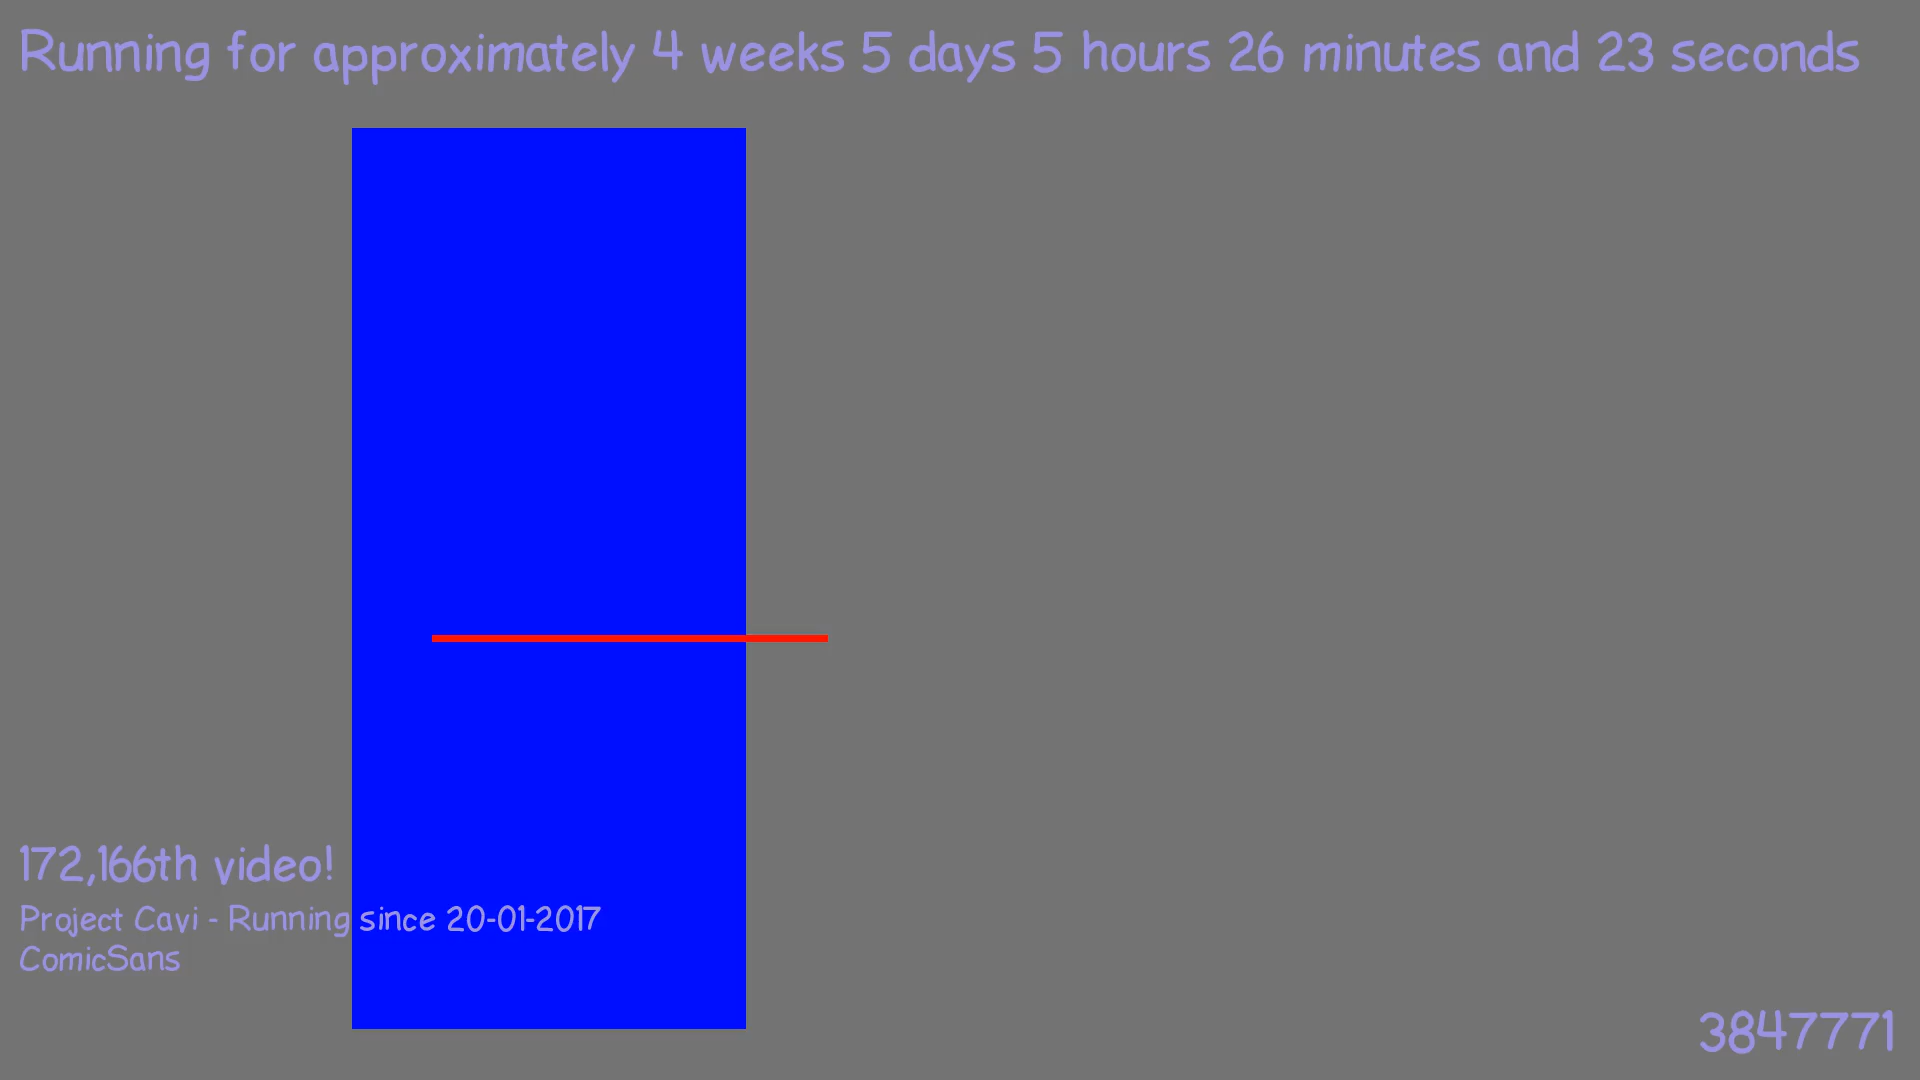 Running for approximately 4 weeks 5 days 5 hours 26 minutes and 23 seconds
172,166th video!
Project Cavi - Running since 20-01-2017
ComicSans
3847771